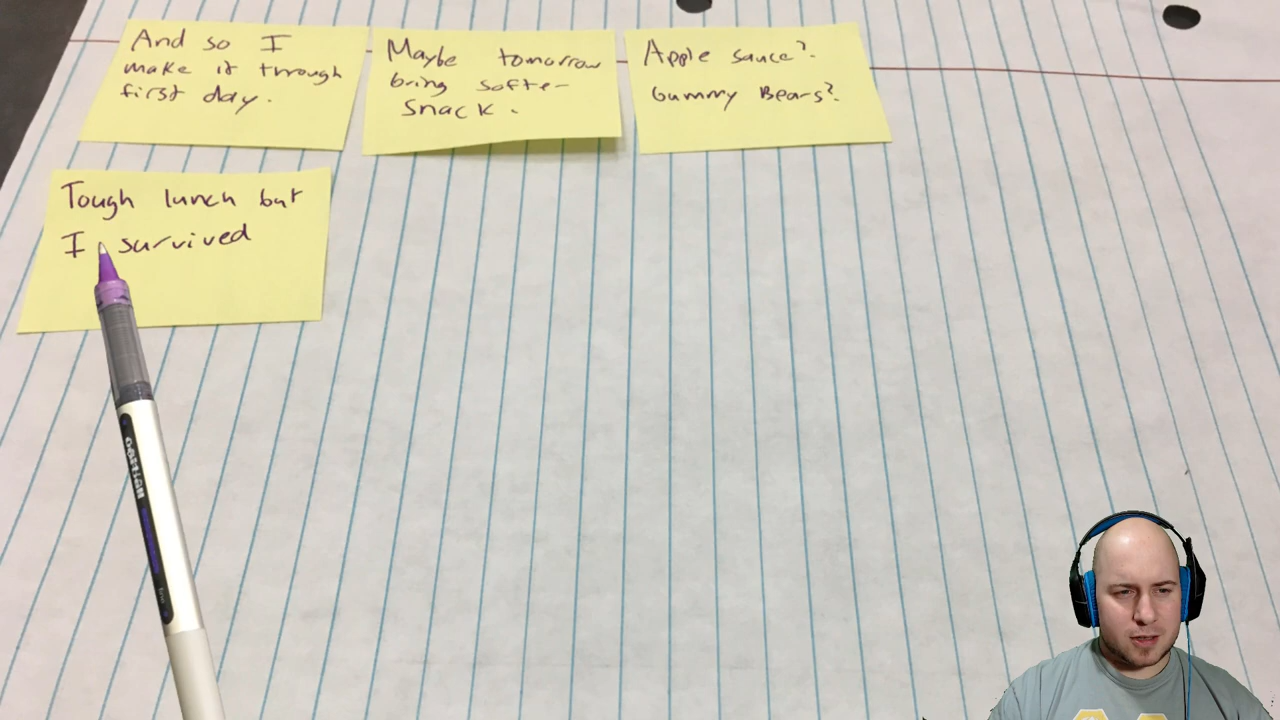 And so I
make it through
first day.
Maybe tomorrow
bring softer
snack.
Apple sauce?
Gummy Bears?
Tough lunch but
I survived